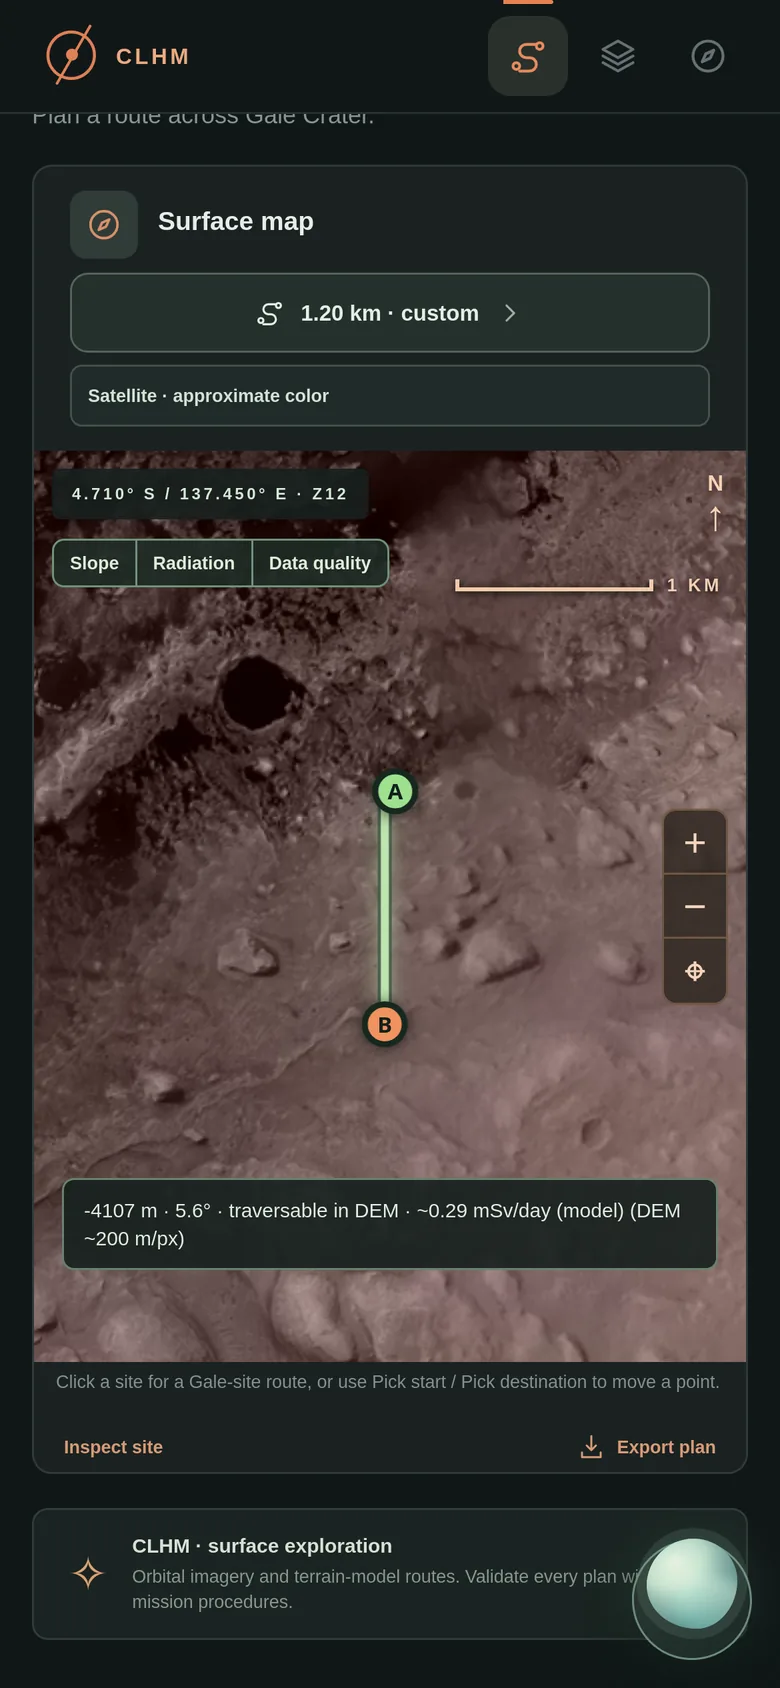 CLHM
Plan a route across Gale Crater.
Surface map
1.20 km · custom
Satellite · approximate color
4.710° S / 137.450° E · Z12
N
Slope Radiation Data quality
1 KM
A
B
-4107 m · 5.6° · traversable in DEM · ~0.29 mSv/day (model) (DEM
~200 m/px)
Click a site for a Gale-site route, or use Pick start / Pick destination to move a point.
Inspect site Export plan
CLHM · surface exploration
Orbital imagery and terrain-model routes. Validate every plan
mission procedures.